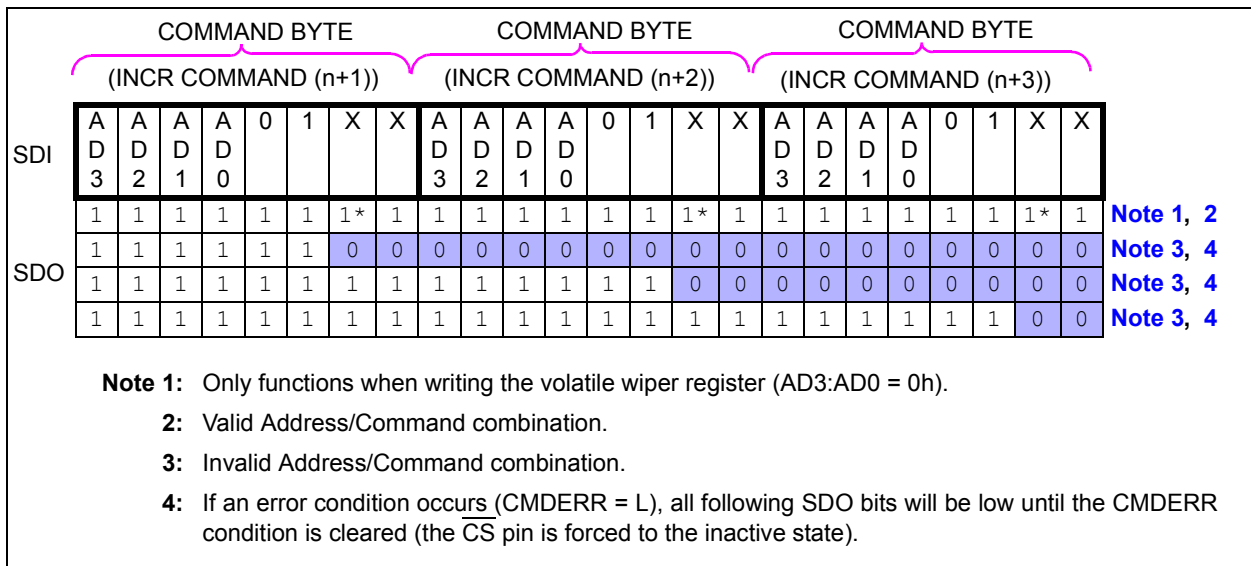 COMMAND BYTE COMMAND BYTE COMMAND BYTE
(INCR COMMAND (n+1)) (INCR COMMAND (n+2)) (INCR COMMAND (n+3))
SDI
A A A A 0 1 X X A A A A 0 1 X X A A A A 0 1 X X
D D D D D D D D D D D D
3 2 1 0 3 2 1 0 3 2 1 0
SDO
1 1 1 1 1 1 1* 1 1 1 1 1 1 1 1* 1 1 1 1 1 1 1 1* 1 Note 1, 2
1 1 1 1 1 1 0 0 0 0 0 0 0 0 0 0 0 0 0 0 0 0 0 0 Note 3, 4
1 1 1 1 1 1 1 1 1 1 1 1 1 1 0 0 0 0 0 0 0 0 0 0 Note 3, 4
1 1 1 1 1 1 1 1 1 1 1 1 1 1 1 1 1 1 1 1 1 1 0 0 Note 3, 4
Note 1: Only functions when writing the volatile wiper register (AD3:AD0 = 0h).
2: Valid Address/Command combination.
3: Invalid Address/Command combination.
4: If an error condition occurs (CMDERR = L), all following SDO bits will be low until the CMDERR
condition is cleared (the CS pin is forced to the inactive state).